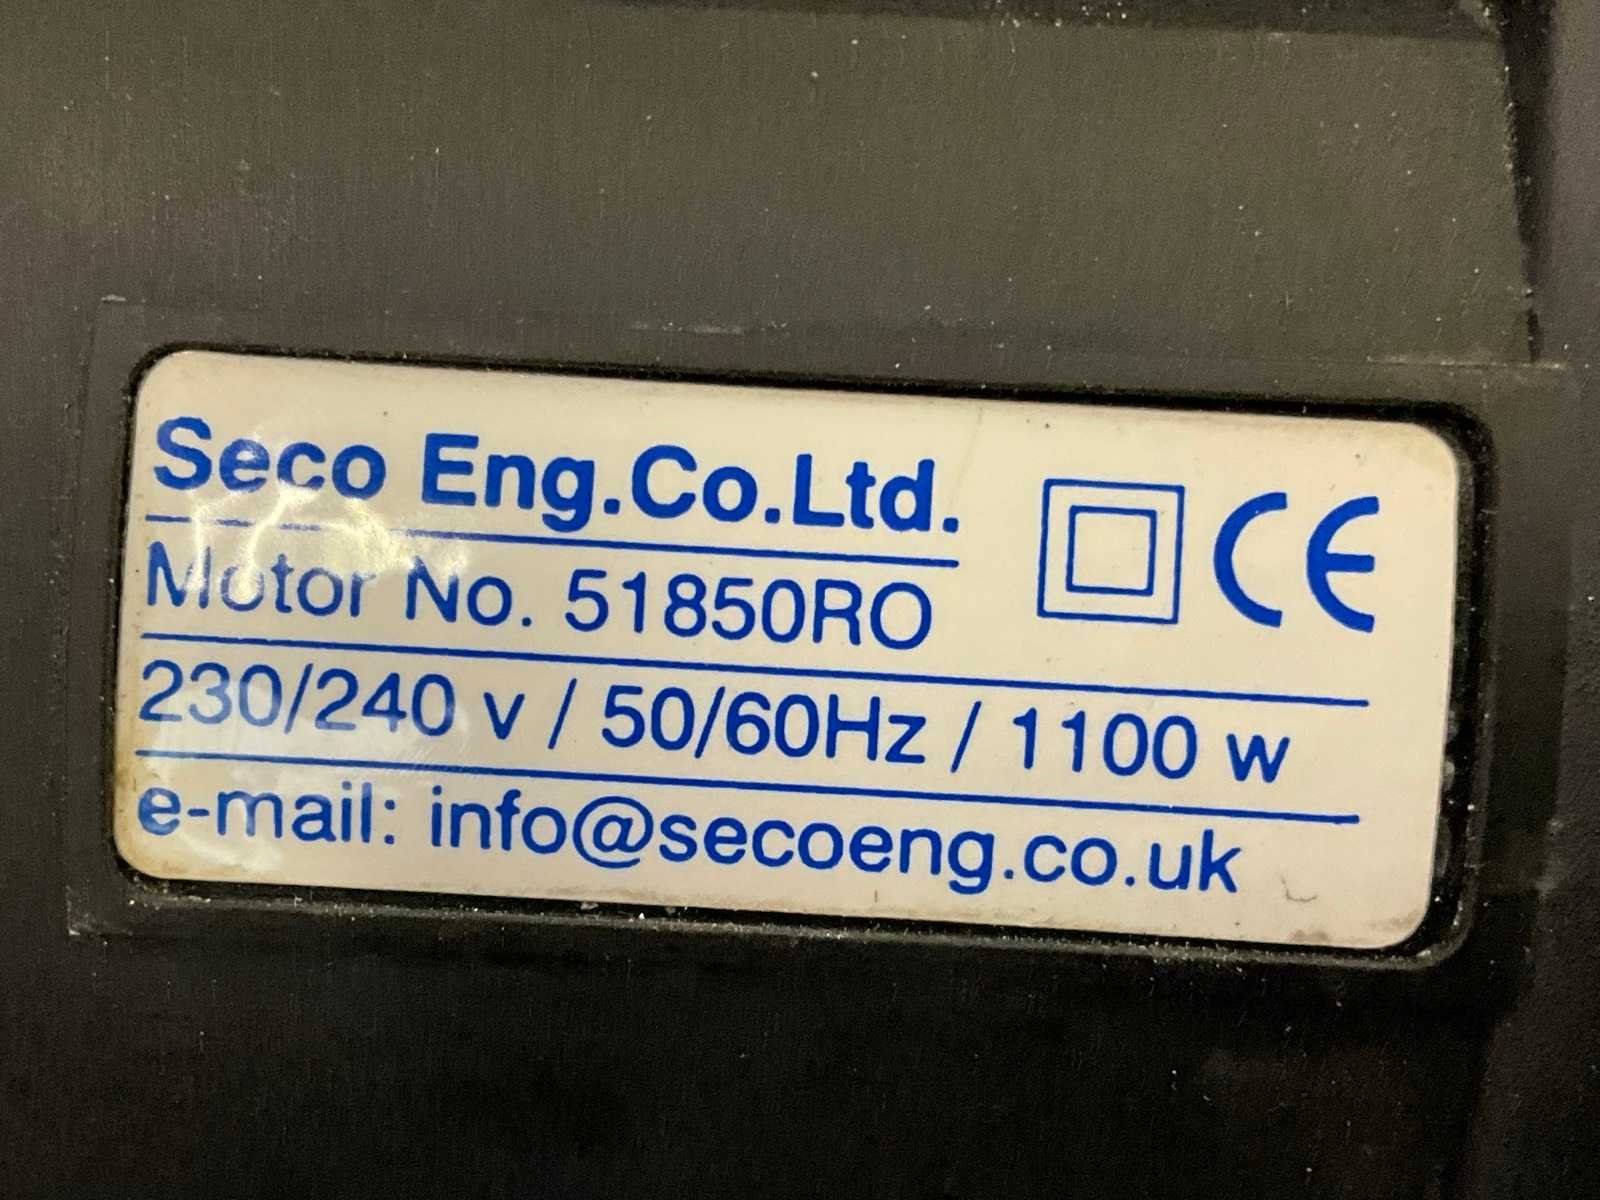 Seco Eng.Co.Ltd.
CE
Motor No. 51850RO
230/240 v / 50/60Hz / 1100 w
e-mail: info@secoeng.co.uk